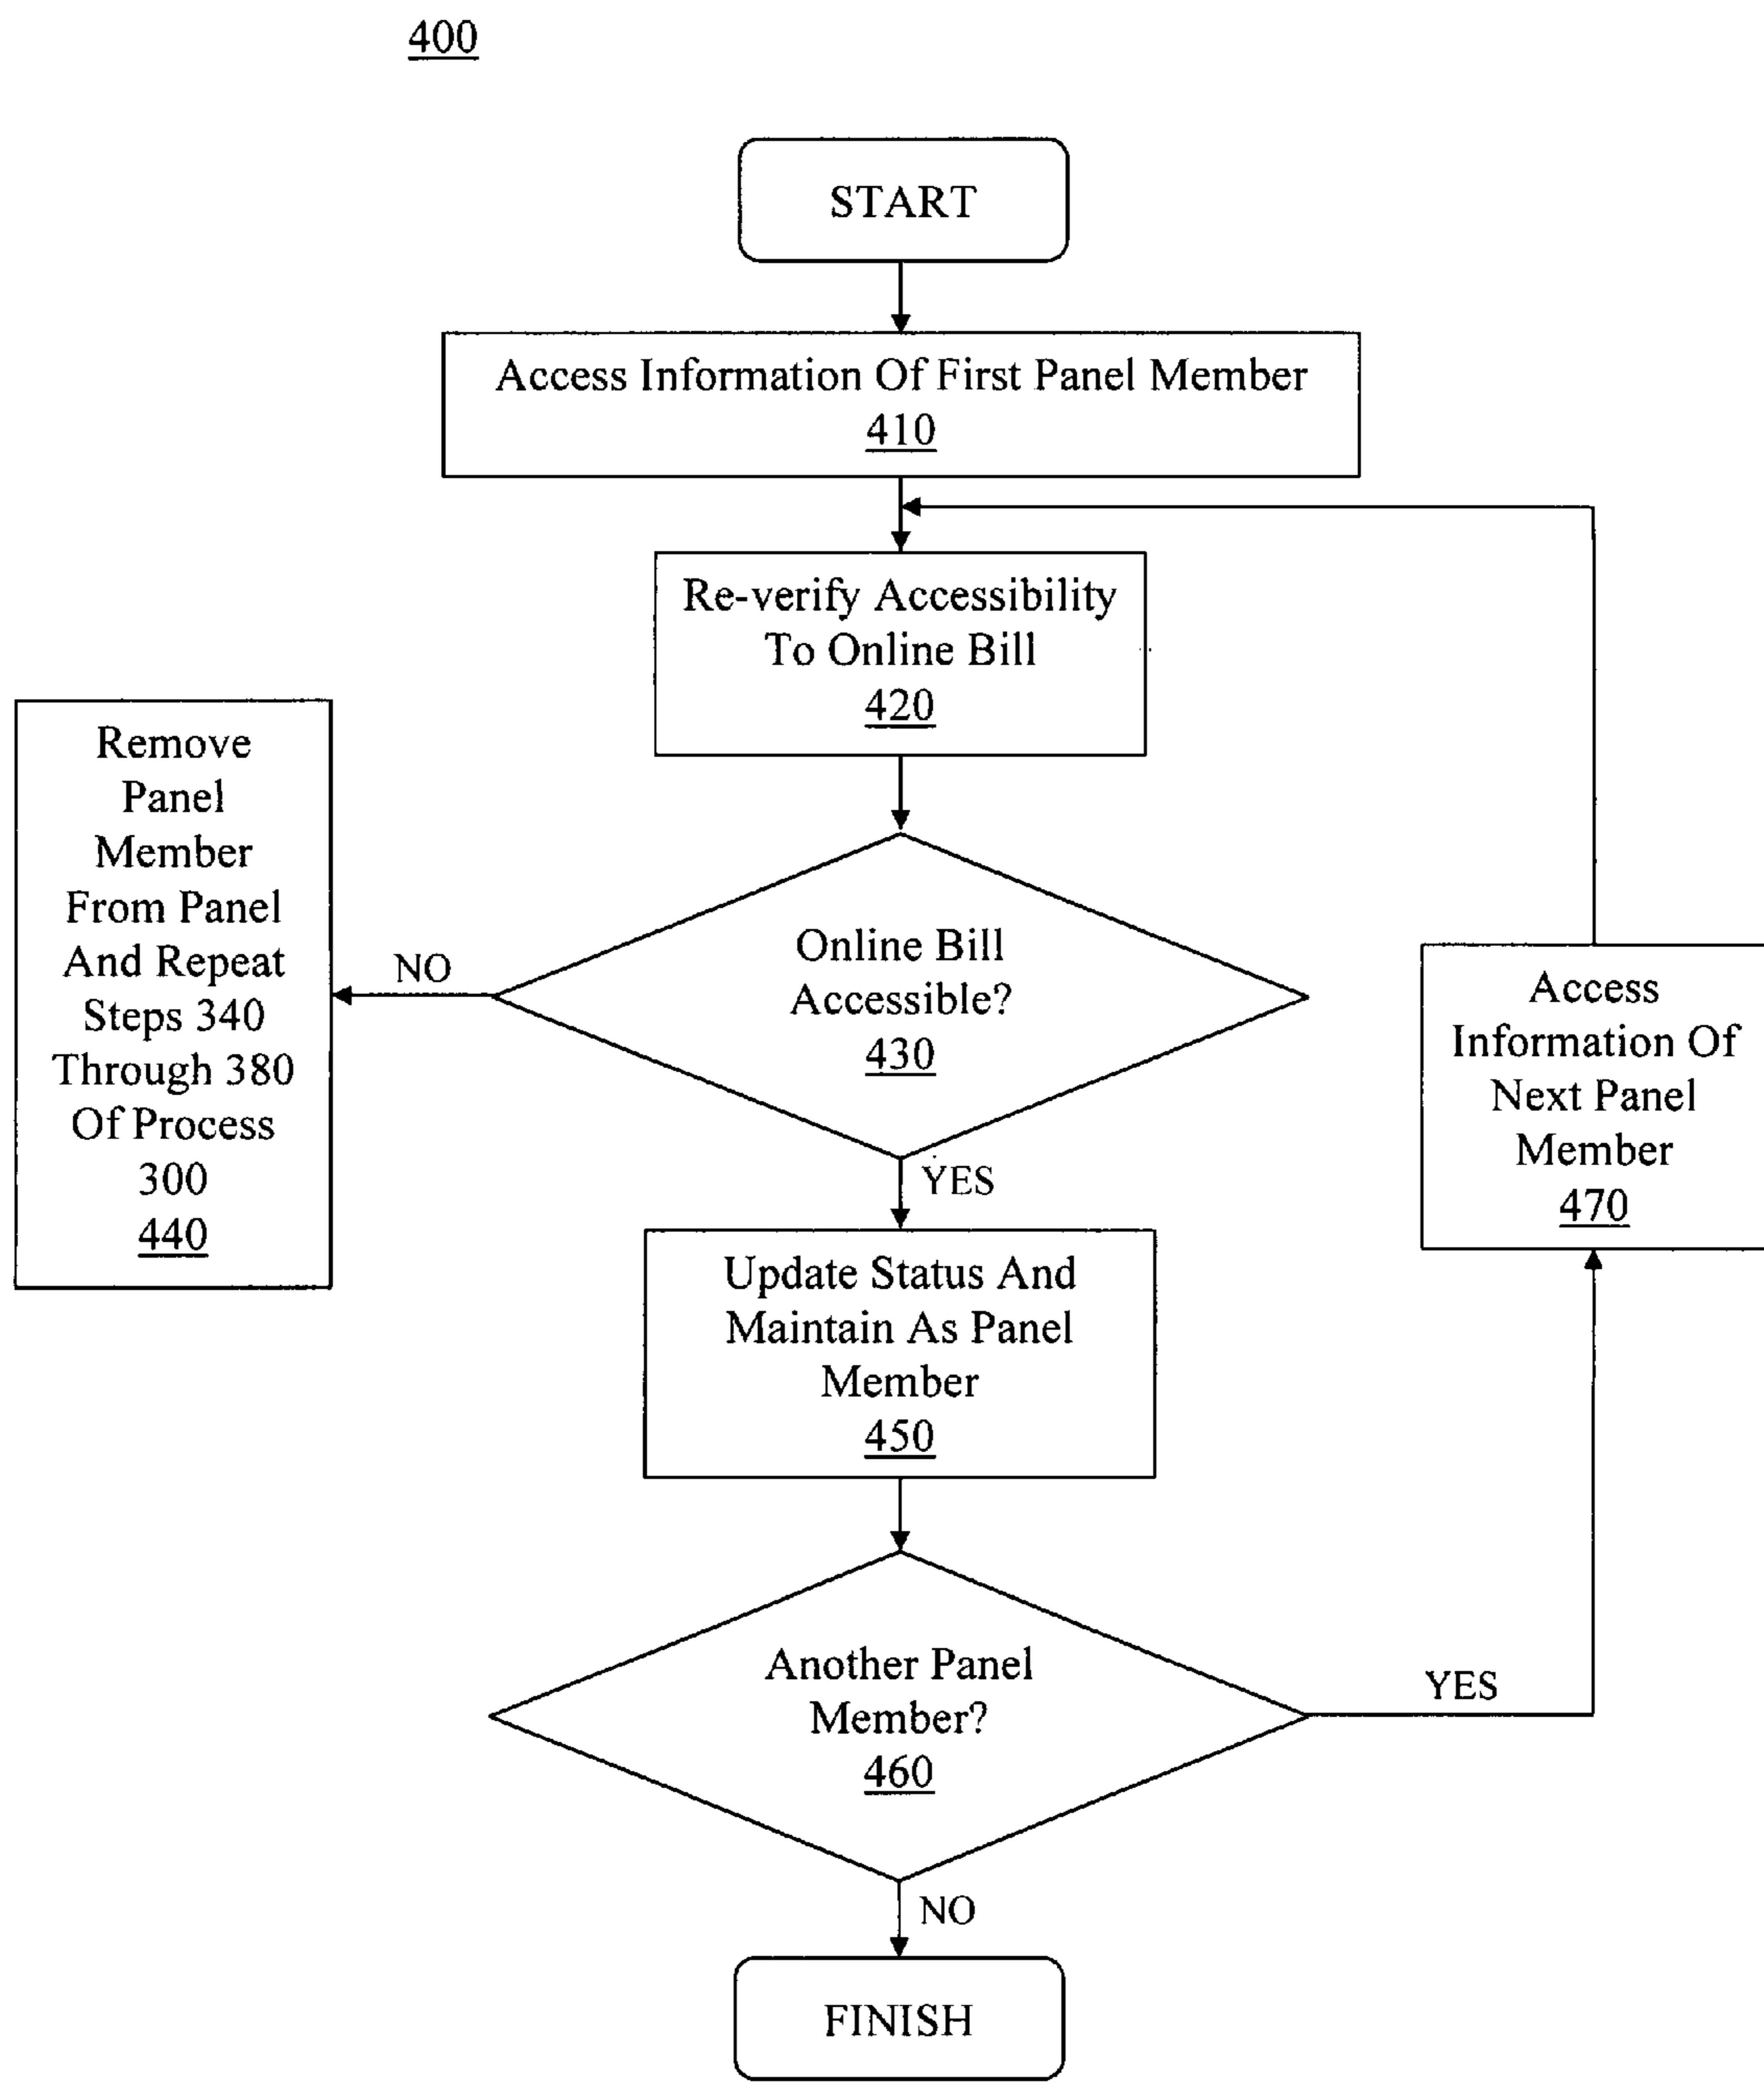 400
START
Access Information Of First Panel Member
410
Re-verify Accessibility
To Online Bill
420
Remove
Panel
Member
From Panel
And Repeat
Steps 340
Through 380
Of Process
300
440
NO
Online Bill
Accessible?
430
YES
Access
Information Of
Next Panel
Member
470
Update Status And
Maintain As Panel
Member
450
Another Panel
Member?
460
YES
NO
FINISH